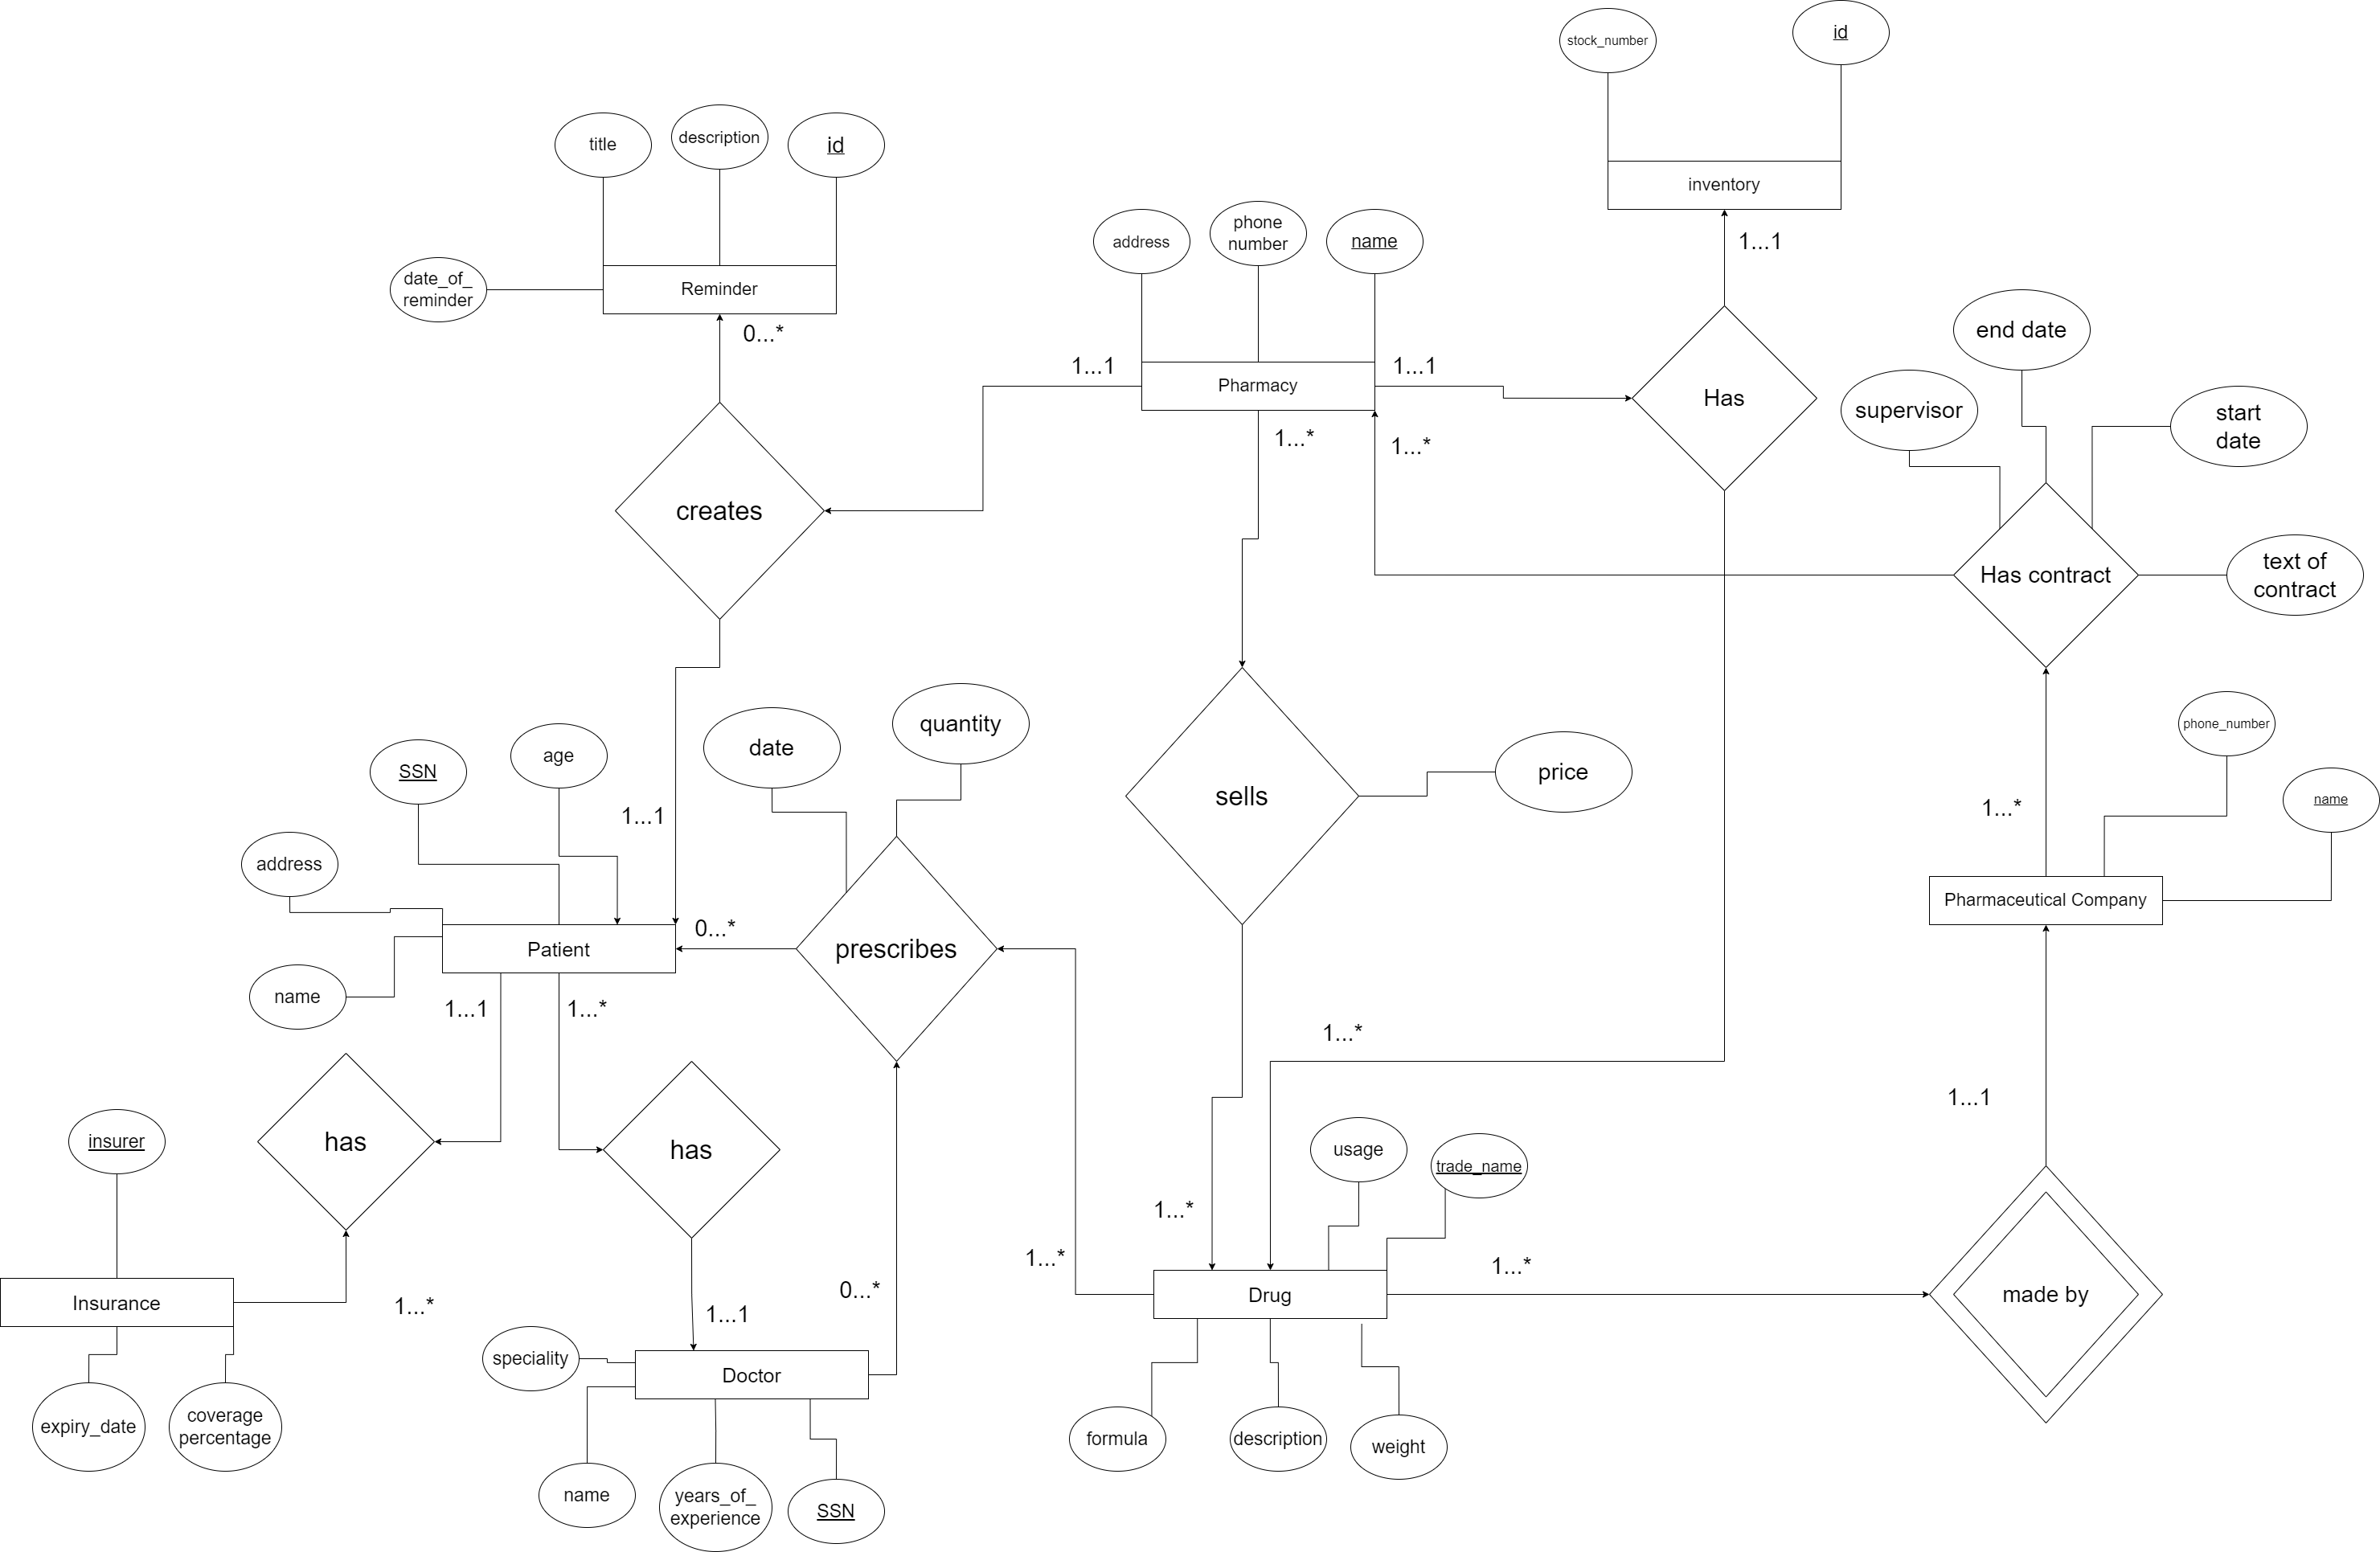 stock_number
id
inventory
1...1
title
description
id
date_of_
reminder
Reminder
0...*
address
phone
number
name
1...1
Pharmacy
1...1
1...*
1...*
Has
end date
supervisor
start
date
creates
Has contract
text of
contract
1...1
date
quantity
SSN
age
address
name
Patient
0...*
1...1
1...*
prescribes
sells
price
phone_number
name
1...*
Pharmaceutical Company
1...*
1...1
has
has
insurer
Insurance
1...*
expiry_date
coverage
percentage
1...1
0...*
speciality
Doctor
name
years_of_
experience
SSN
1...*
1...*
usage
trade_name
Drug
1...*
made by
formula
description
weight